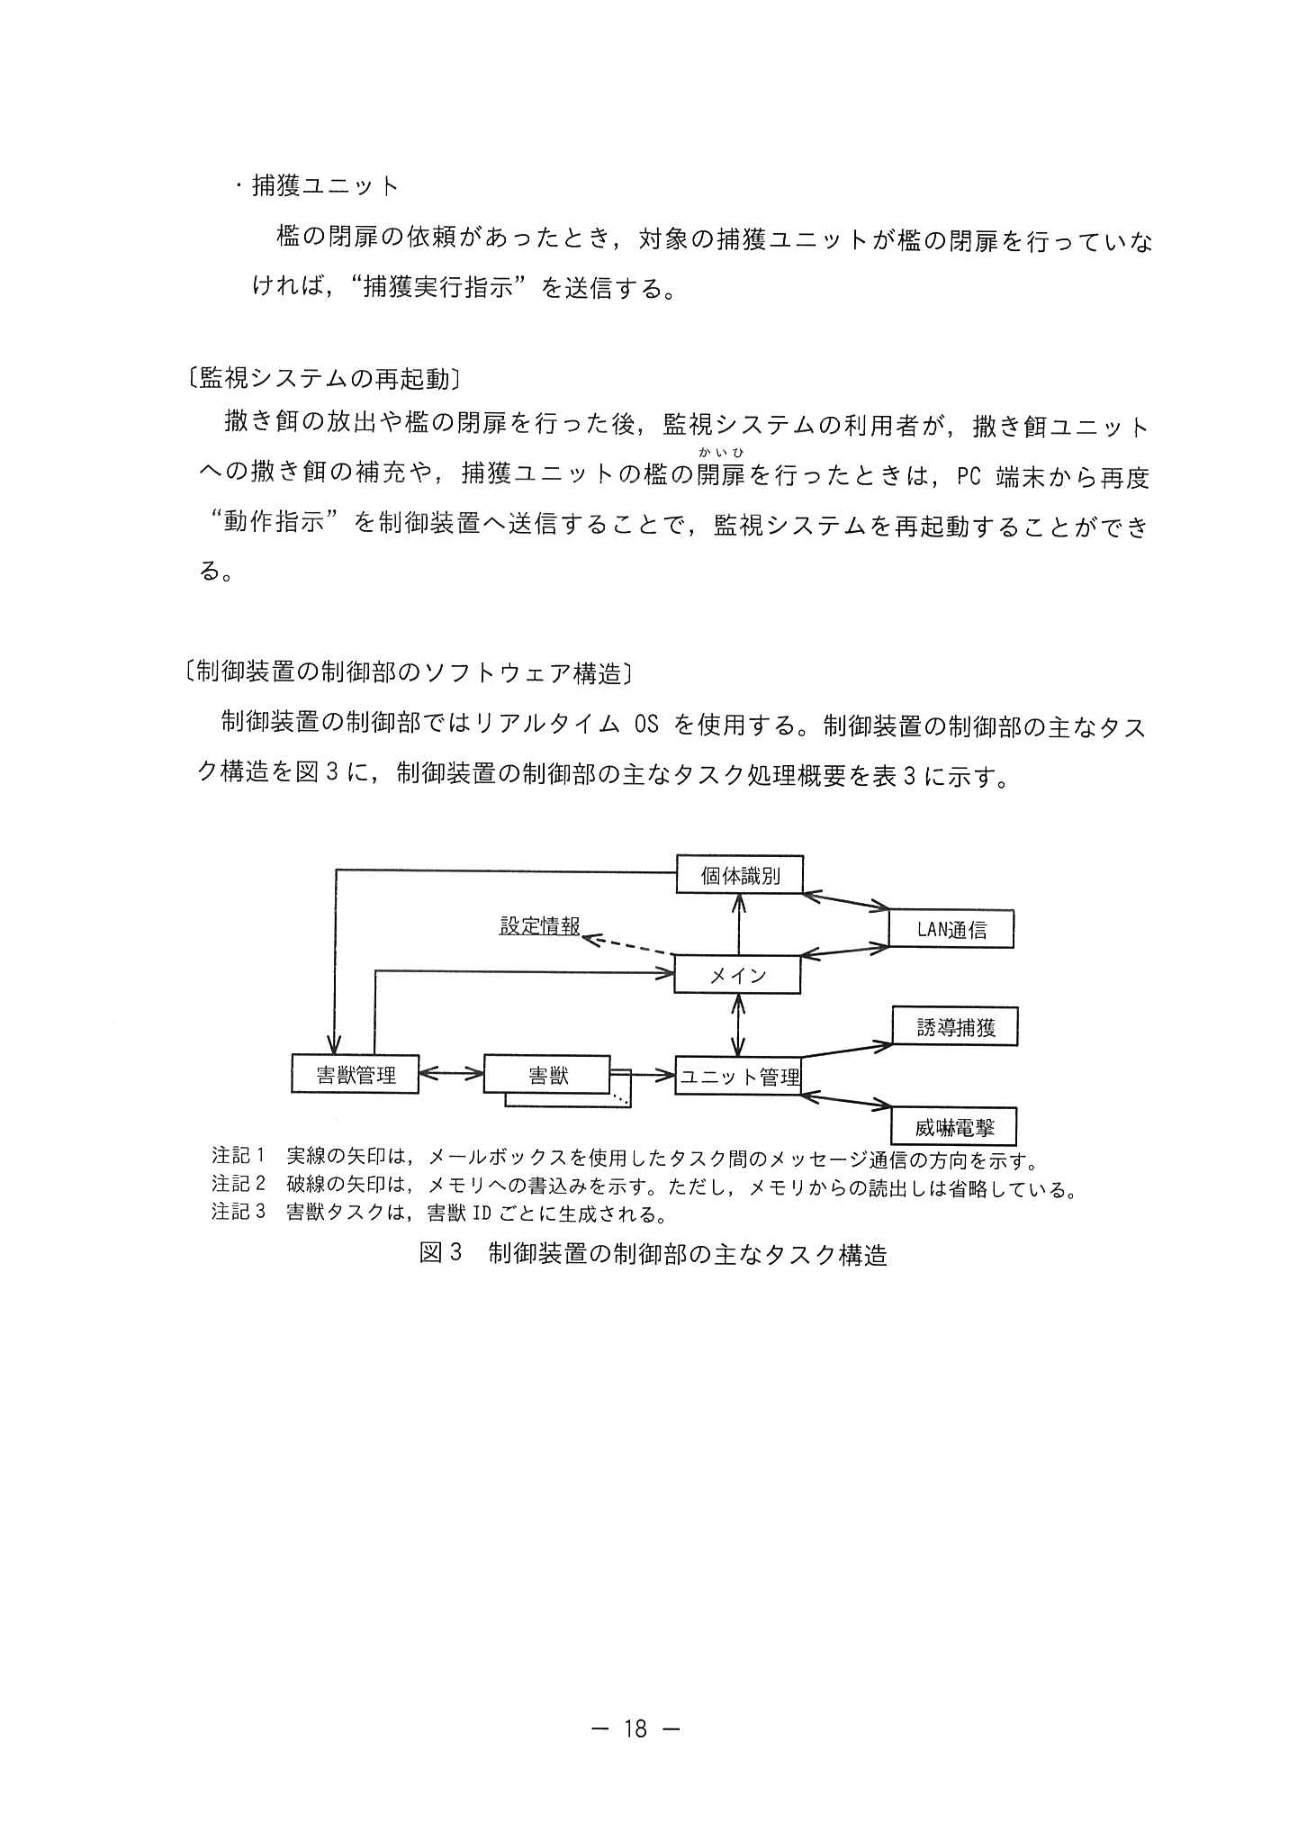 ・捕獲ユニット
檻の閉扉の依頼があったとき，対象の捕獲ユニットが檻の閉扉を行っていな
ければ，“捕獲実行指示”を送信する。
〔監視システムの再起動〕
撒き餌の放出や檻の閉扉を行った後，監視システムの利用者が，撒き餌ユニット
かいひ
への撒き餌の補充や，捕獲ユニットの檻の開扉を行ったときは，PC 端末から再度
“動作指示”を制御装置へ送信することで，監視システムを再起動することができ
る。
〔制御装置の制御部のソフトウェア構造〕
制御装置の制御部ではリアルタイム OS を使用する。制御装置の制御部の主なタス
ク構造を図3に，制御装置の制御部の主なタスク処理概要を表3に示す。
個体識別
設定情報
LAN通信
メイン
誘導捕獲
害獣管理
害獣
ユニット管理
威嚇電撃
注記1 実線の矢印は，メールボックスを使用したタスク間のメッセージ通信の方向を示す。
注記2 破線の矢印は，メモリへの書込みを示す。ただし，メモリからの読出しは省略している。
注記3 害獣タスクは，害獣 ID ごとに生成される。
図3 制御装置の制御部の主なタスク構造
－ 18 －